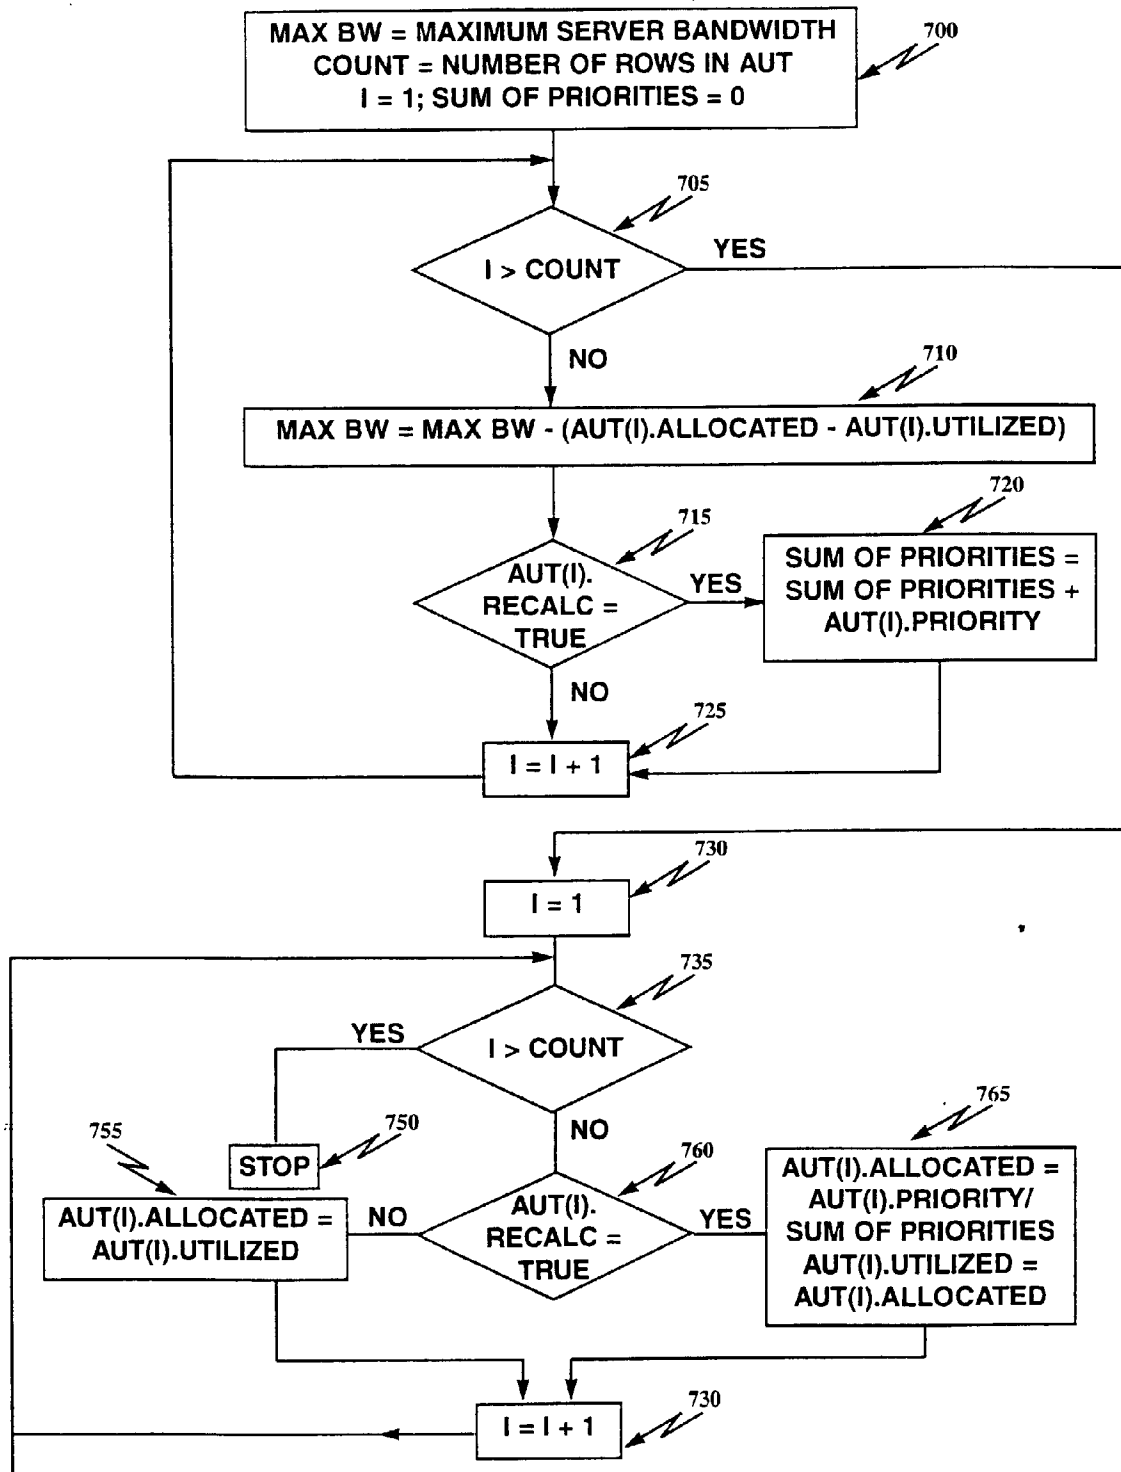 MAX BW = MAXIMUM SERVER BANDWIDTH
COUNT = NUMBER OF ROWS IN AUT
I = 1; SUM OF PRIORITIES = 0
700
705
I > COUNT
YES
NO
710
MAX BW = MAX BW - (AUT(I).ALLOCATED - AUT(I).UTILIZED)
715
AUT(I).
RECALC =
TRUE
YES
NO
720
SUM OF PRIORITIES =
SUM OF PRIORITIES +
AUT(I).PRIORITY
725
I = I + 1
730
I = 1
735
I > COUNT
YES
NO
750
STOP
755
AUT(I).ALLOCATED =
AUT(I).UTILIZED
NO
760
AUT(I).
RECALC =
TRUE
YES
765
AUT(I).ALLOCATED =
AUT(I).PRIORITY/
SUM OF PRIORITIES
AUT(I).UTILIZED =
AUT(I).ALLOCATED
I = I + 1
730